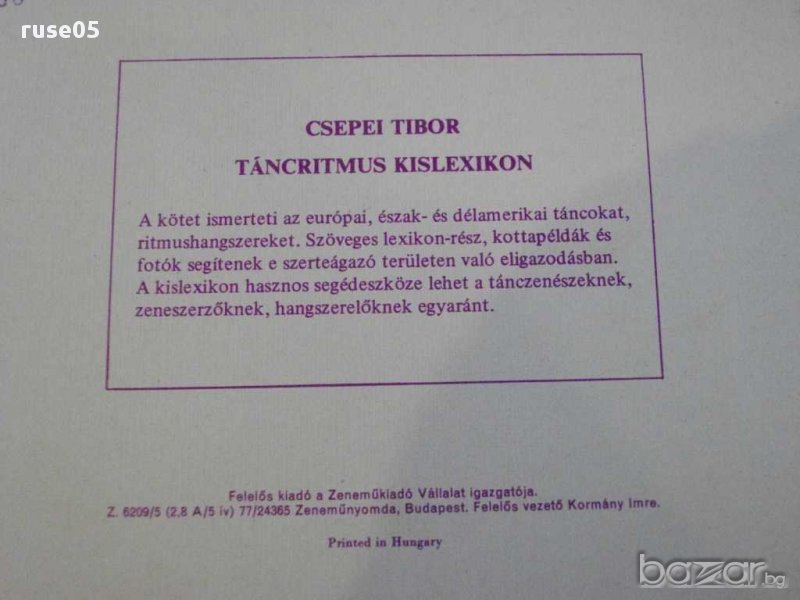 ruse05
CSEPEI TIBOR
TÁNCRITMUS KISLEXIKON
A kötet ismerteti az európai, észak- és délamerikai táncokat,
ritmushangszereket. Szöveges lexikon-rész, kottapéldák és
fotók segítenek e szerteágazó területen való eligazodásban.
A kislexikon hasznos segédeszköze lehet a tánczenészeknek,
zeneszerzőknek, hangszerelőknek egyaránt.
Felelős kiadó a Zeneműkiadó Vállalat igazgatója.
Z. 6209/5 (2,8 A/5 ív) 77/24365 Zeneműnyomda, Budapest. Felelős vezető Kormány Imre.
Printed in Hungary
bazar.bg